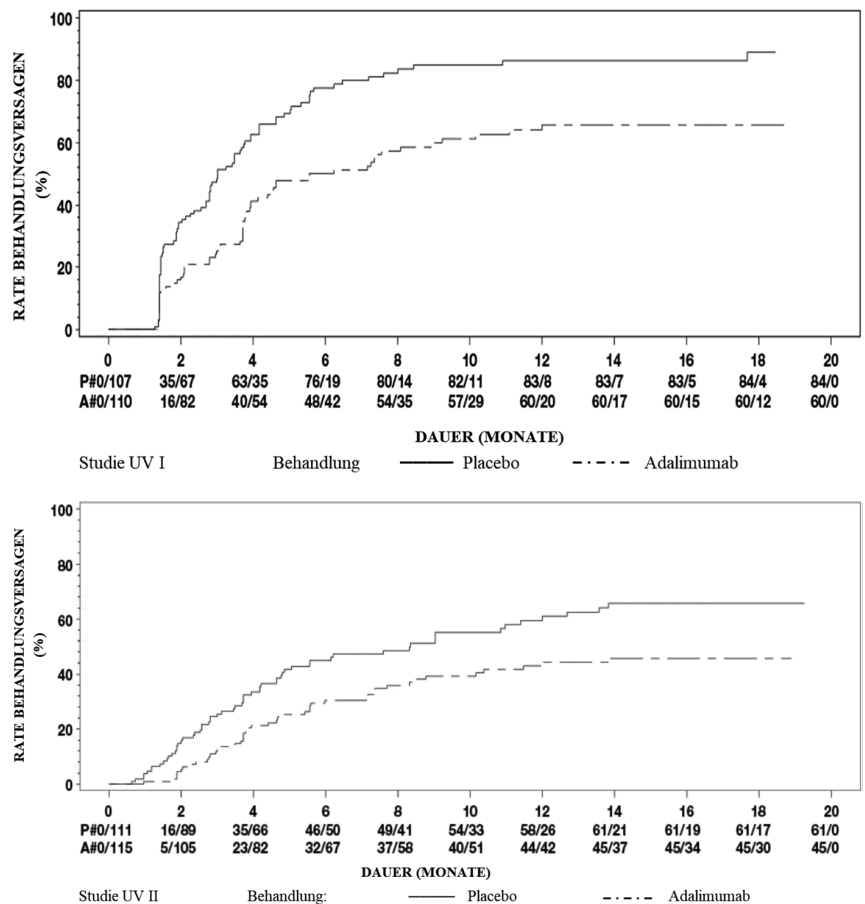 100
80
60
40
20
0
RATE BEHANDLUNGSVERSAGEN
(%)
0 2 4 6 8 10 12 14 16 18 20
P#0/107 35/67 63/35 76/19 80/14 82/11 83/8 83/7 83/5 84/4 84/0
A#0/110 16/82 40/54 48/42 54/35 57/29 60/20 60/17 60/15 60/12 60/0
DAUER (MONATE)
Studie UV I Behandlung Placebo Adalimumab
100
80
60
40
20
0
RATE BEHANDLUNGSVERSAGEN
(%)
0 2 4 6 8 10 12 14 16 18 20
P#0/111 16/89 35/66 46/50 49/41 54/33 58/26 61/21 61/19 61/17 61/0
A#0/115 5/105 23/82 32/67 37/58 40/51 44/42 45/37 45/34 45/30 45/0
DAUER (MONATE)
Studie UV II Behandlung: Placebo Adalimumab